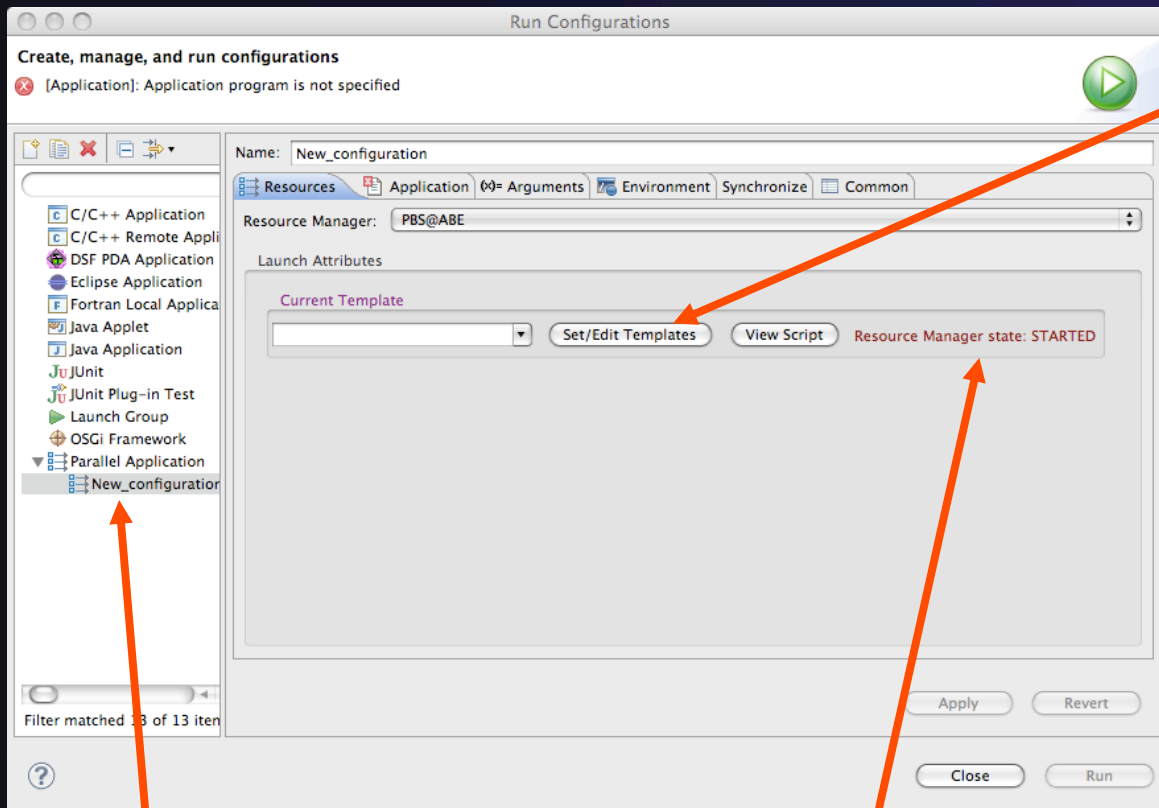 Run Configurations
Create, manage, and run configurations
[Application]: Application program is not specified
Name: New_configuration
Resources Application (x)= Arguments Environment Synchronize Common
Resource Manager: PBS@ABE
Launch Attributes
Current Template
Set/Edit Templates View Script Resource Manager state: STARTED
C/C++ Application
C/C++ Remote Appli
DSF PDA Application
Eclipse Application
Fortran Local Applica
Java Applet
Java Application
JUnit
JUnit Plug-in Test
Launch Group
OSGi Framework
Parallel Application
New_configuration
Filter matched 13 of 13 iten
Apply Revert
? Close Run